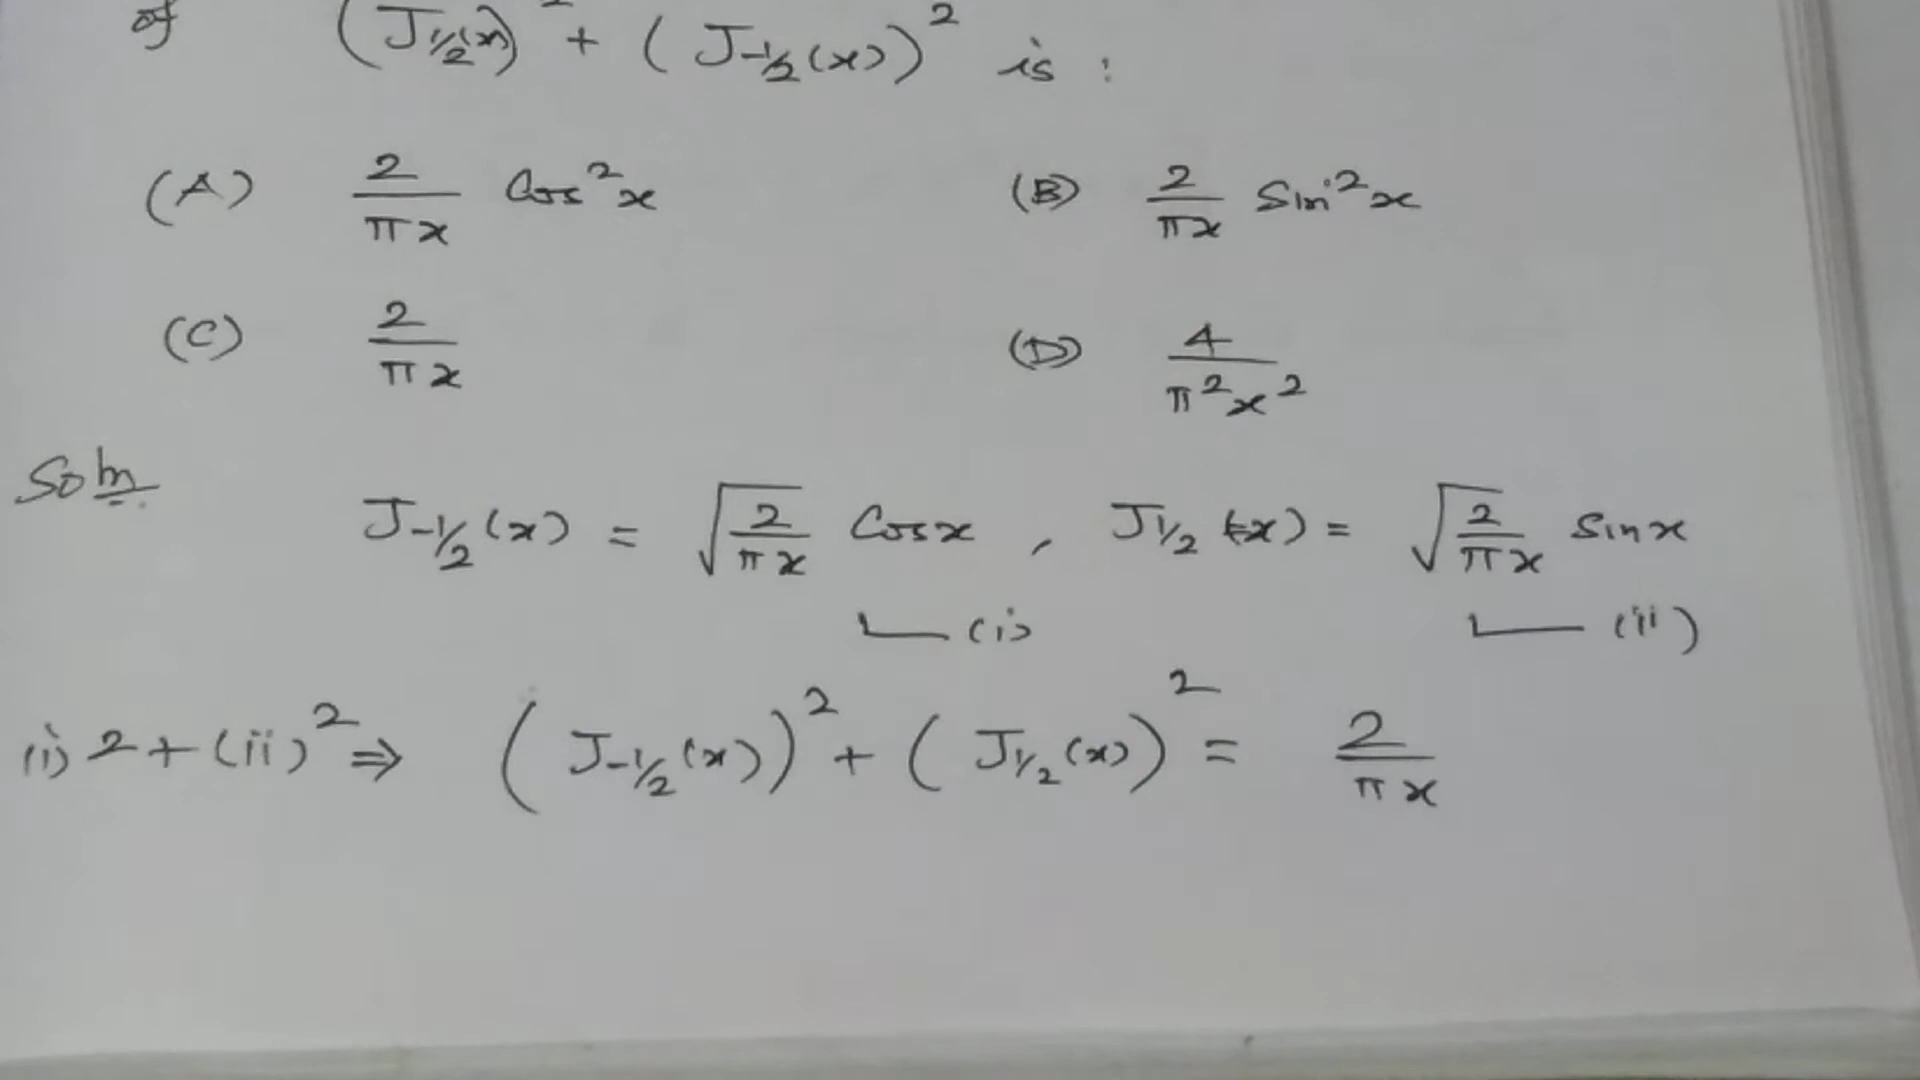 of (J1/2(x))² + (J-1/2(x))² is :
(A) 2/πx Cos²x (B) 2/πx Sin²x
(C) 2/πx (D) 4/π²x²
Soln.
J-1/2(x) = √(2/πx) Cosx , J1/2(x) = √(2/πx) Sinx
(i) (ii)
(i)2+(ii)² ⇒ (J-1/2(x))² + (J1/2(x))² = 2/πx